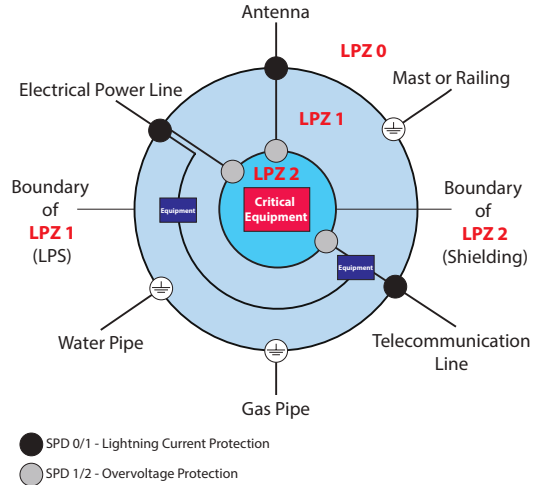 Antenna
LPZ 0
Electrical Power Line
Mast or Railing
LPZ 1
LPZ 2
Critical
Equipment
Equipment
Boundary
of
LPZ 1
(LPS)
Boundary
of
LPZ 2
(Shielding)
Equipment
Water Pipe
Telecommunication
Line
Gas Pipe
SPD 0/1 - Lightning Current Protection
SPD 1/2 - Overvoltage Protection